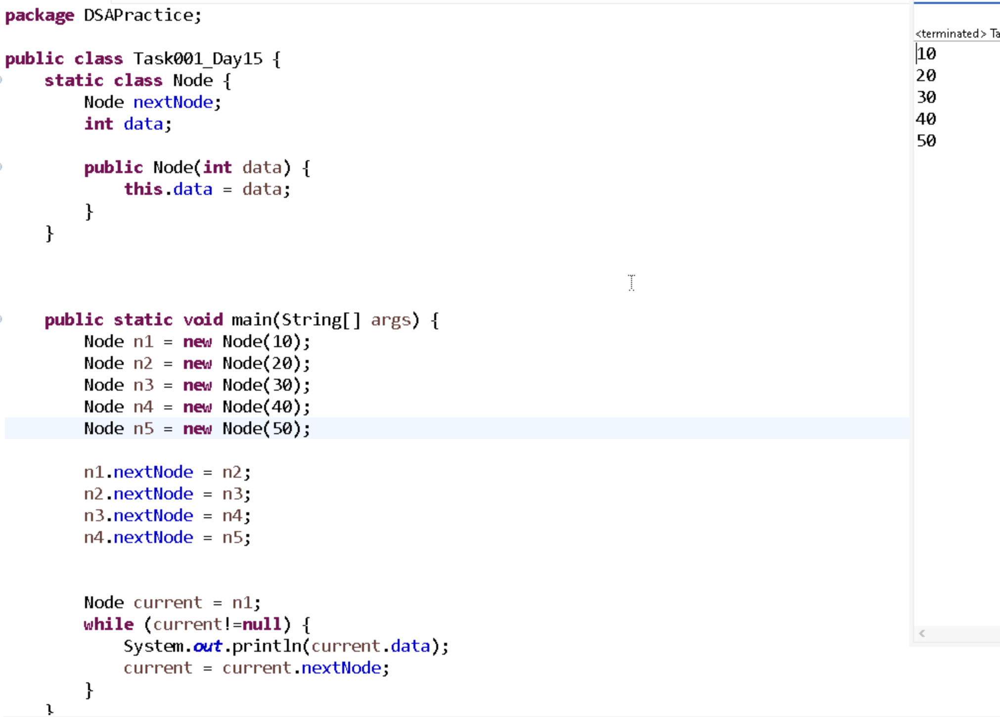 package DSAPractice;
public class Task001_Day15 {
static class Node {
Node nextNode;
int data;
public Node(int data) {
this.data = data;
}
}
public static void main(String[] args) {
Node n1 = new Node(10);
Node n2 = new Node(20);
Node n3 = new Node(30);
Node n4 = new Node(40);
Node n5 = new Node(50);
n1.nextNode = n2;
n2.nextNode = n3;
n3.nextNode = n4;
n4.nextNode = n5;
Node current = n1;
while (current!=null) {
System.out.println(current.data);
current = current.nextNode;
}
}
<terminated> Ta
10
20
30
40
50